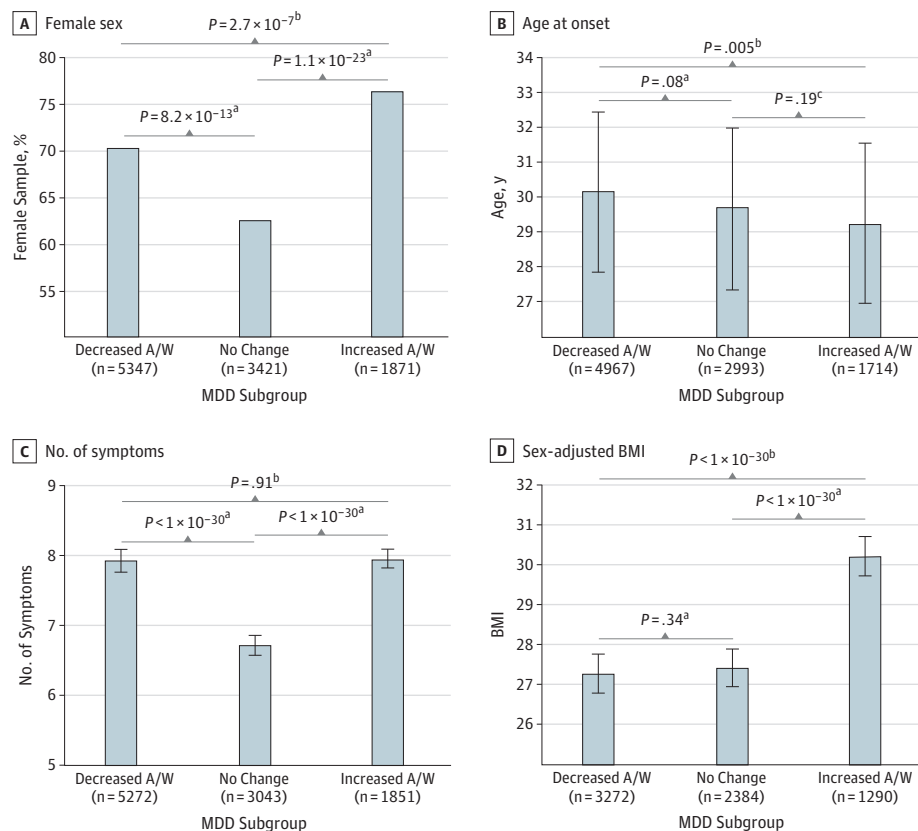 A Female sex
P = 2.7 × 10⁻⁷ᵇ
80
P = 1.1 × 10⁻²³ᵃ
75
P = 8.2 × 10⁻¹³ᵃ
70
65
60
55
Female Sample, %
Decreased A/W
(n = 5347)
No Change
(n = 3421)
Increased A/W
(n = 1871)
MDD Subgroup
B Age at onset
P = .005ᵇ
34
P = .08ᵃ
33
P = .19ᶜ
32
31
30
29
28
27
Age, y
Decreased A/W
(n = 4967)
No Change
(n = 2993)
Increased A/W
(n = 1714)
MDD Subgroup
C No. of symptoms
9
P = .91ᵇ
P < 1 × 10⁻³⁰ᵃ
P < 1 × 10⁻³⁰ᵃ
8
7
6
5
No. of Symptoms
Decreased A/W
(n = 5272)
No Change
(n = 3043)
Increased A/W
(n = 1851)
MDD Subgroup
D Sex-adjusted BMI
P < 1 × 10⁻³⁰ᵇ
32
P < 1 × 10⁻³⁰ᵃ
31
30
29
P = .34ᵃ
28
27
26
BMI
Decreased A/W
(n = 3272)
No Change
(n = 2384)
Increased A/W
(n = 1290)
MDD Subgroup